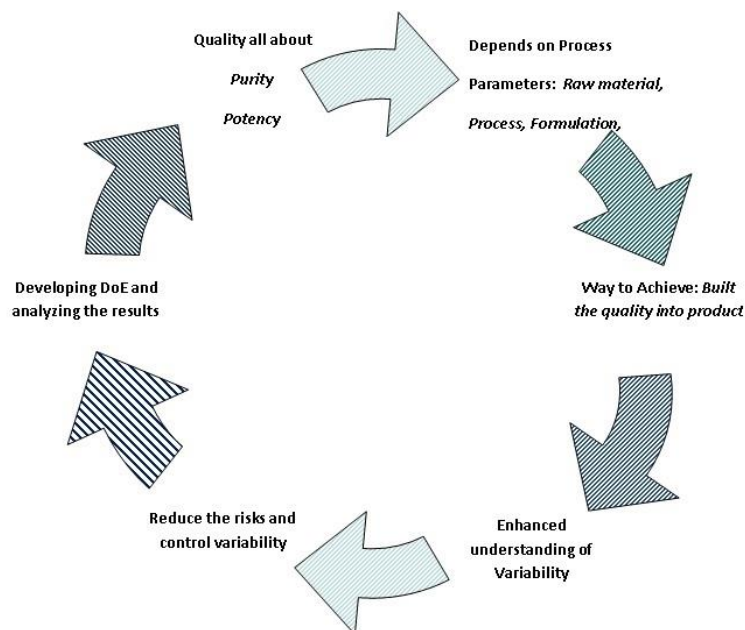 Quality all about
Purity
Potency
Depends on Process
Parameters: Raw material,
Process, Formulation,
Way to Achieve: Built
the quality into product
Enhanced
understanding of
Variability
Reduce the risks and
control variability
Developing DoE and
analyzing the results